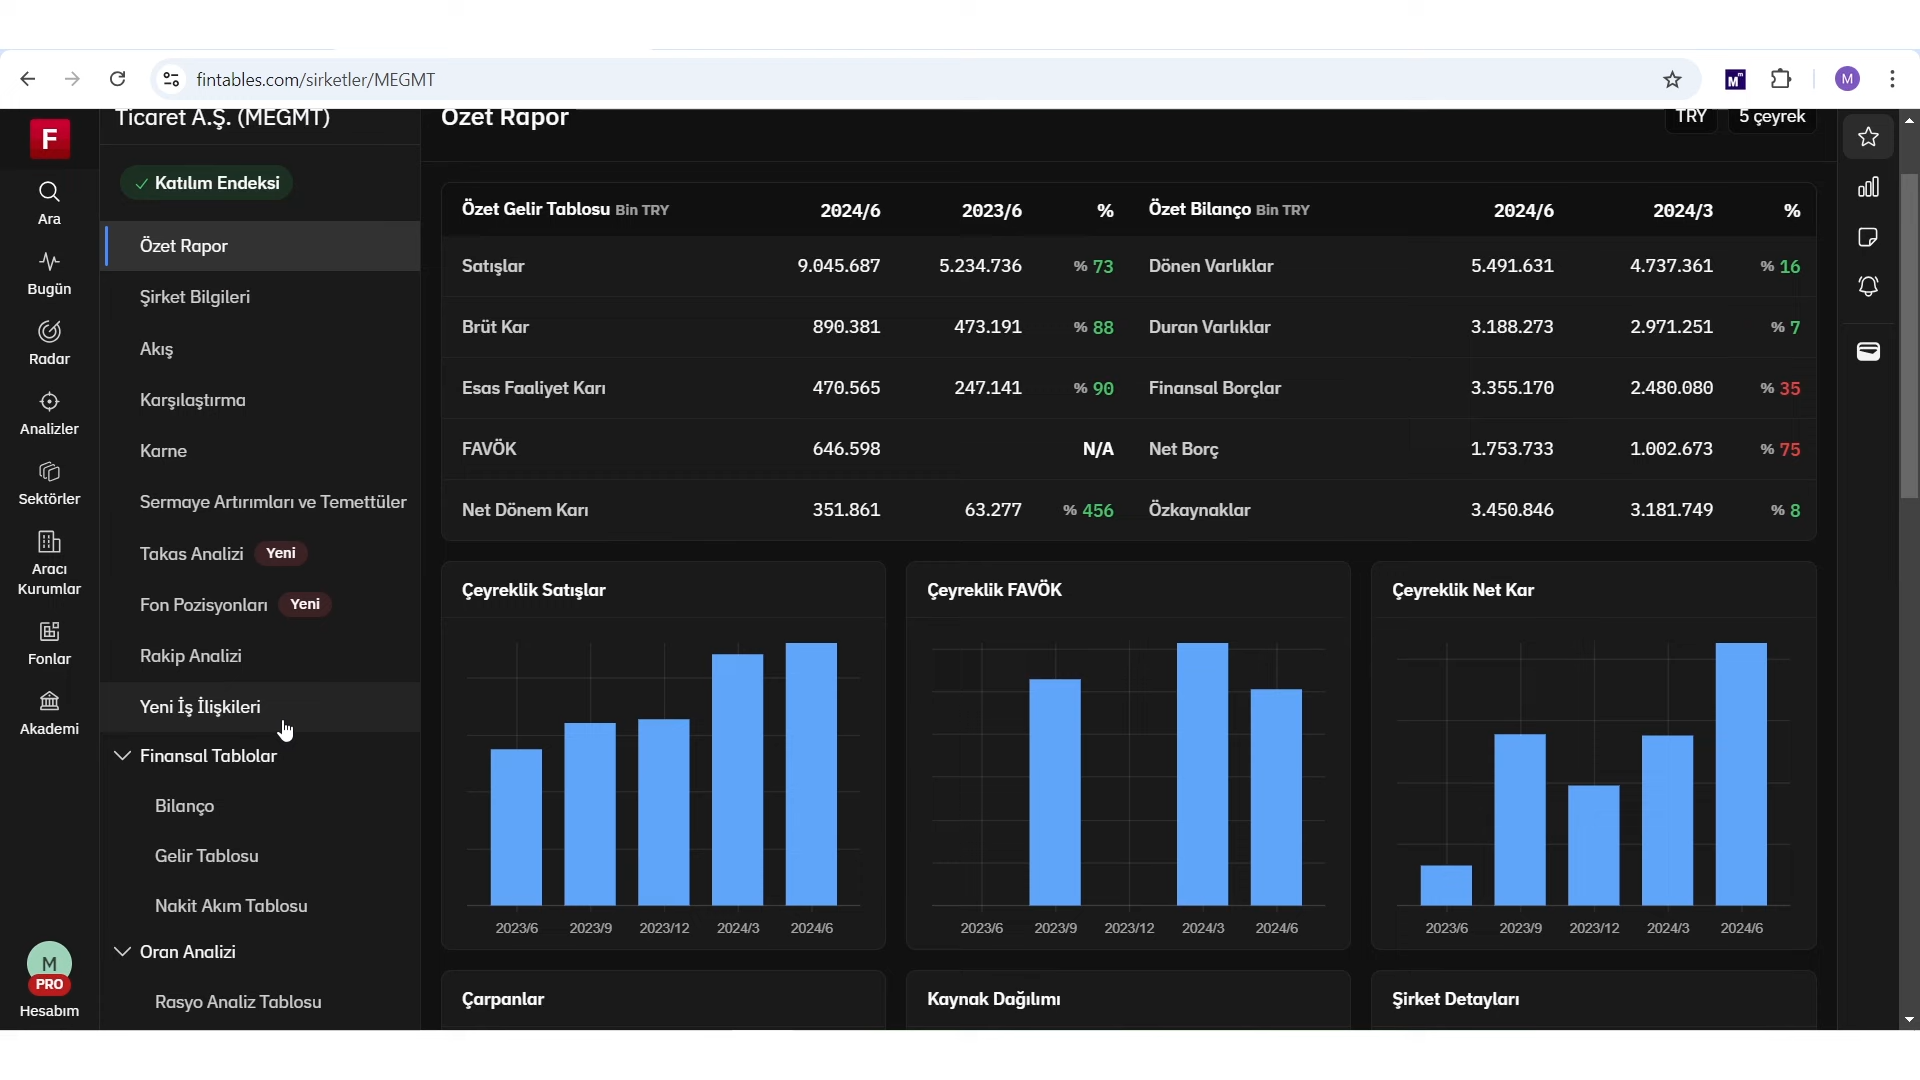 fintables.com/sirketler/MEGMT
M
M
F
Ara
Bugün
Radar
Analizler
Sektörler
Aracı
Kurumlar
Fonlar
Akademi
M
PRO
Hesabım
Ticaret A.Ş. (MEGMT)
Katılım Endeksi
Özet Rapor
Şirket Bilgileri
Akış
Karşılaştırma
Karne
Sermaye Artırımları ve Temettüler
Takas Analizi Yeni
Fon Pozisyonları Yeni
Rakip Analizi
Yeni İş İlişkileri
Finansal Tablolar
Bilanço
Gelir Tablosu
Nakit Akım Tablosu
Oran Analizi
Rasyo Analiz Tablosu
Özet Rapor TRY 5 çeyrek
Özet Gelir Tablosu Bin TRY 2024/6 2023/6 % Özet Bilanço Bin TRY 2024/6 2024/3 %
Satışlar 9.045.687 5.234.736 % 73 Dönen Varlıklar 5.491.631 4.737.361 % 16
Brüt Kar 890.381 473.191 % 88 Duran Varlıklar 3.188.273 2.971.251 % 7
Esas Faaliyet Karı 470.565 247.141 % 90 Finansal Borçlar 3.355.170 2.480.080 % 35
FAVÖK 646.598 N/A Net Borç 1.753.733 1.002.673 % 75
Net Dönem Karı 351.861 63.277 % 456 Özkaynaklar 3.450.846 3.181.749 % 8
Çeyreklik Satışlar
2023/6 2023/9 2023/12 2024/3 2024/6
Çeyreklik FAVÖK
2023/6 2023/9 2023/12 2024/3 2024/6
Çeyreklik Net Kar
2023/6 2023/9 2023/12 2024/3 2024/6
Çarpanlar
Kaynak Dağılımı
Şirket Detayları